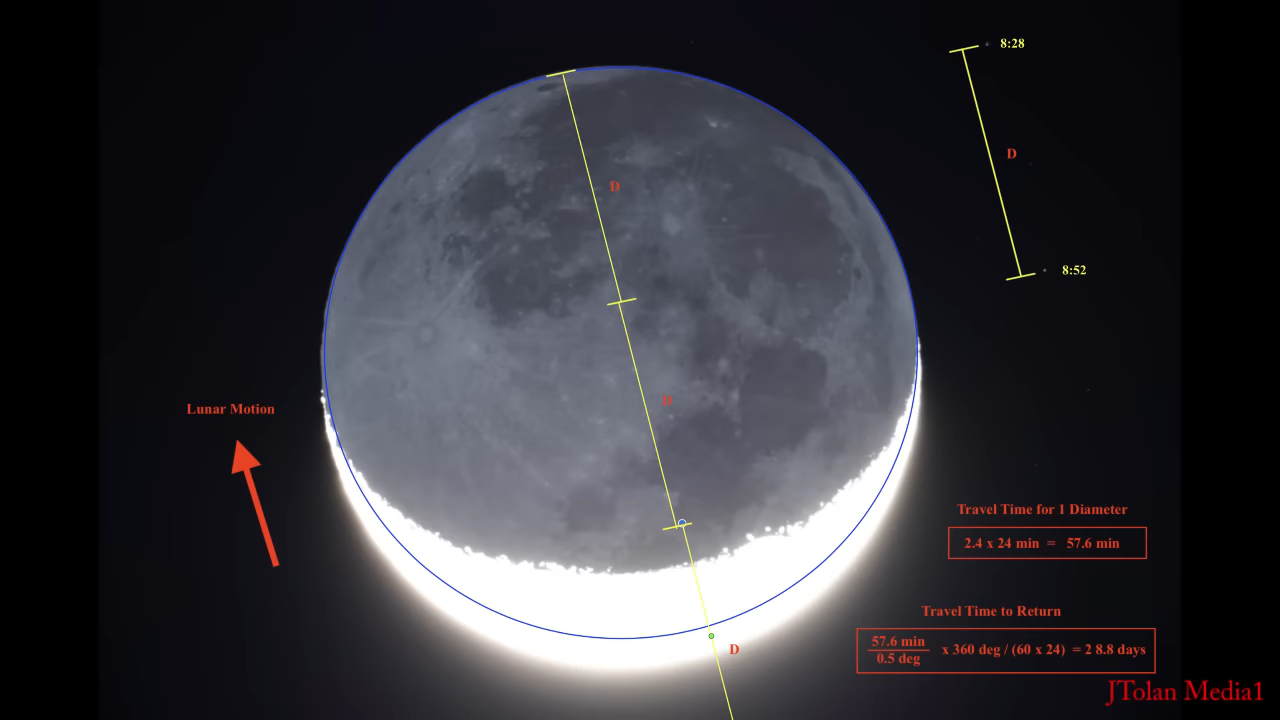 8:28
D
D
8:52
D
Lunar Motion
Travel Time for 1 Diameter
2.4 x 24 min = 57.6 min
Travel Time to Return
57.6 min
0.5 deg
x 360 deg / (60 x 24) = 2 8.8 days
D
JTolan Media1